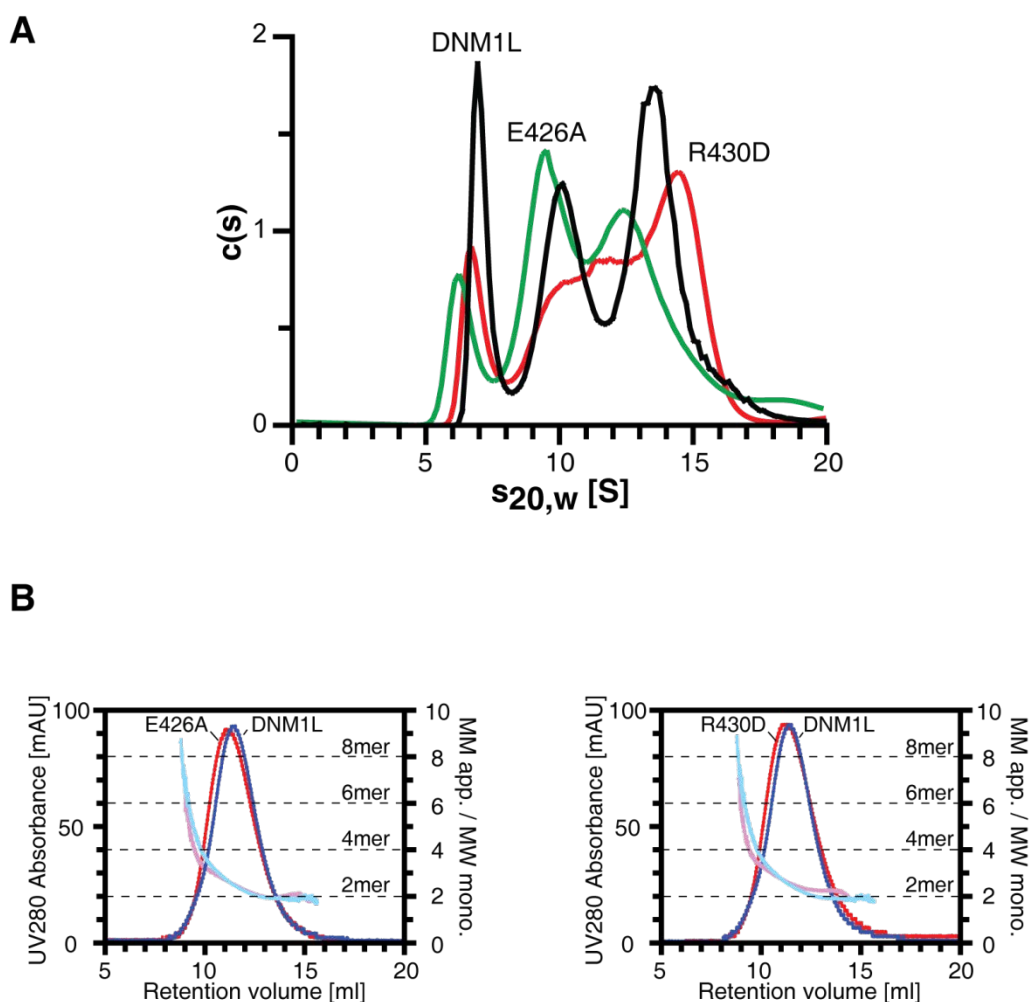 A
2
DNM1L
E426A
R430D
c(s)
1
0
0 5 10 15 20
s20,w [S]
B
100 10
E426A DNM1L
8mer 8
6mer 6
50
4mer 4
2mer 2
0 0
5 10 15 20
UV280 Absorbance [mAU]
MM app. / MW mono.
Retention volume [ml]
100 10
R430D DNM1L
8mer 8
6mer 6
50
4mer 4
2mer 2
0 0
5 10 15 20
UV280 Absorbance [mAU]
MM app. / MW mono.
Retention volume [ml]